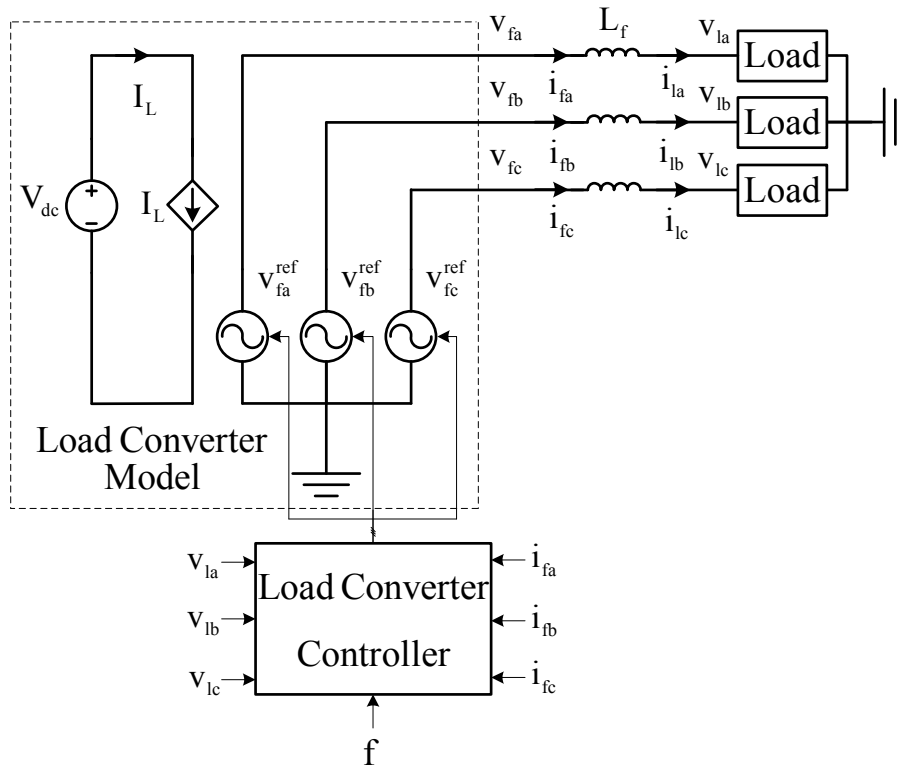 v_fa
L_f
v_la
Load
i_fa
i_la
I_L
v_fb
v_lb
Load
i_fb
i_lb
v_fc
v_lc
Load
i_fc
i_lc
V_dc
+
−
I_L
v_fa^ref
v_fb^ref
v_fc^ref
Load Converter
Model
v_la
v_lb
v_lc
Load Converter
Controller
i_fa
i_fb
i_fc
f